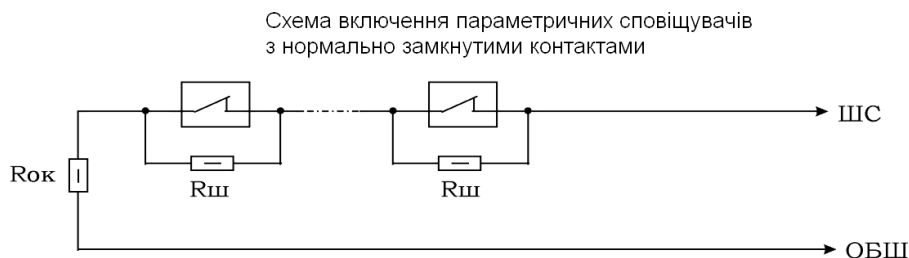 Схема включення параметричних сповіщувачів
з нормально замкнутими контактами
ШС
Rок
Rш
Rш
ОБШ